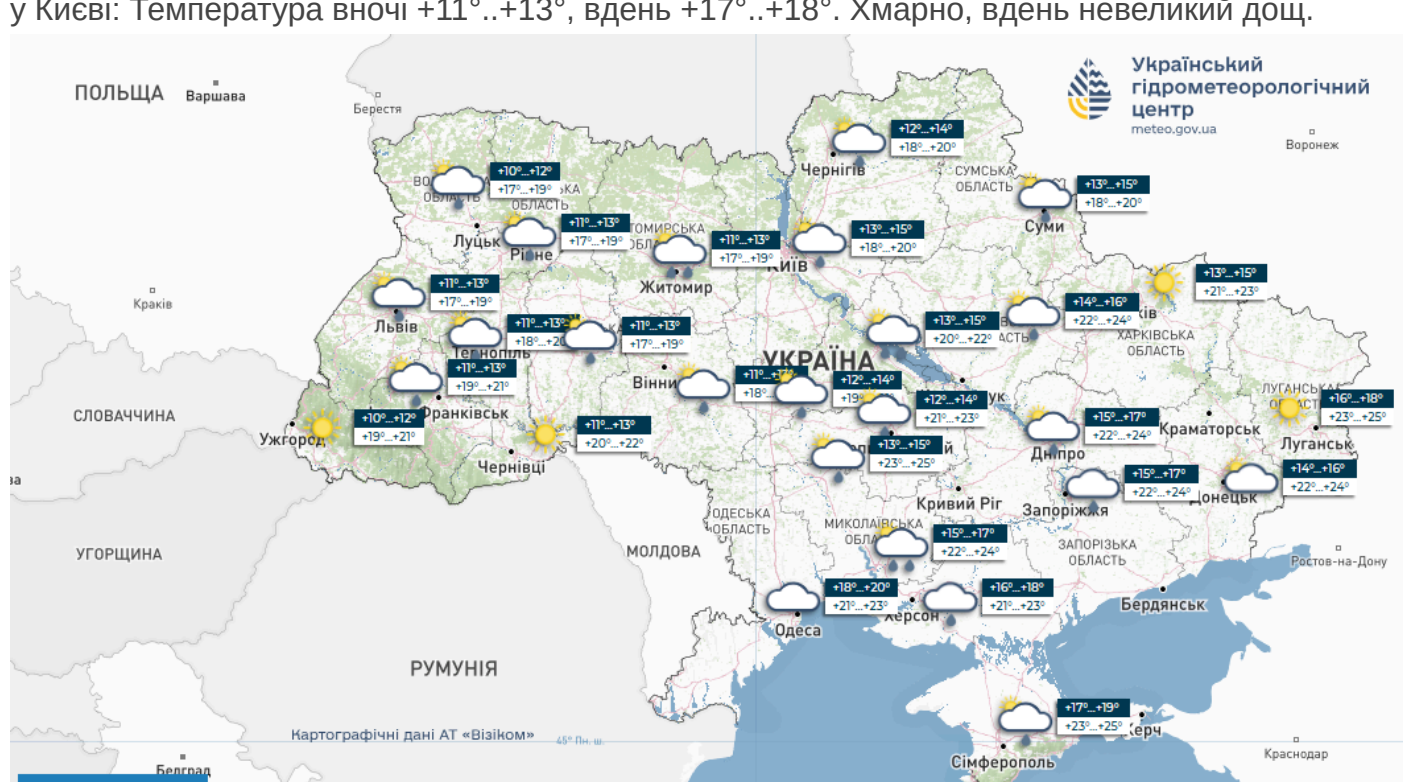 у Києві: Температура вночі +11°..+13°, вдень +17°..+18°. Хмарно, вдень невеликий дощ.
Український
гідрометеорологічний
центр
meteo.gov.ua
ПОЛЬЩА
Варшава
Берестя
Воронеж
+12°...+14°
+18°...+20°
Чернігів
СУМСЬКА
ОБЛАСТЬ
+10°...+12°
+17°...+19°
ОБЛАСТЬ
ОБЛАСТЬ
+13°...+15°
+18°...+20°
Суми
Луцьк
+11°...+13°
+17°...+19°
Рівне
+11°...+13°
+17°...+19°
Житомир
+13°...+15°
+18°...+20°
Київ
+13°...+15°
+21°...+23°
ХАРКІВСЬКА
ОБЛАСТЬ
Краків
+11°...+13°
+17°...+19°
Львів
+14°...+16°
+22°...+24°
+11°...+13°
Тернопіль
+11°...+13°
+17°...+19°
+13°...+15°
+20°...+22°
УКРАЇНА
+11°...+13°
+19°...+21°
Франківськ
+12°...+14°
+12°...+14°
+21°...+23°
СЛОВАЧЧИНА
Ужгород
+10°...+12°
+19°...+21°
+11°...+13°
+20°...+22°
Чернівці
+13°...+15°
+23°...+25°
+15°...+17°
+22°...+24°
Дніпро
Краматорськ
+16°...+18°
+23°...+25°
Луганськ
+15°...+17°
+22°...+24°
Запоріжжя
+14°...+16°
+22°...+24°
Донецьк
Кривий Ріг
ОДЕСЬКА
ОБЛАСТЬ
МИКОЛАЇВСЬКА
+15°...+17°
+22°...+24°
ЗАПОРІЗЬКА
ОБЛАСТЬ
УГОРЩИНА
МОЛДОВА
Ростов-на-Дону
+18°...+20°
+21°...+23°
Одеса
+16°...+18°
+21°...+23°
Херсон
Бердянськ
РУМУНІЯ
+17°...+19°
+23°...+25°
Керч
Сімферополь
Картографічні дані АТ «Візіком»
45° Пн. ш.
Краснодар
Белград